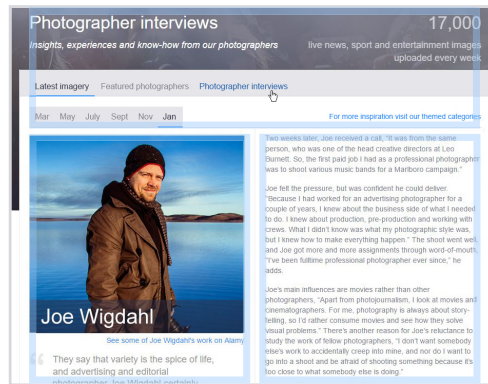 Photographer interviews
17,000
Insights, experiences and know-how from our photographers
live news, sport and entertainment images
uploaded every week
Latest imagery Featured photographers Photographer interviews
Mar May July Sept Nov Jan
For more inspiration visit our themed categories
Joe Wigdahl
See some of Joe Wigdahl's work on Alamy
They say that variety is the spice of life,
and advertising and editorial
photographer Joe Wigdahl certainly
Two weeks later, Joe received a call, "It was from the same
person, who was one of the head creative directors at Leo
Burnett. So, the first paid job I had as a professional photographer
was to shoot various music bands for a Marlboro campaign."
Joe felt the pressure, but was confident he could deliver.
"Because I had worked for an advertising photographer for a
couple of years, I knew about the business side of what I needed
to do. I knew about production, pre-production and working with
crews. What I didn't know was what my photographic style was,
but I knew how to make everything happen." The shoot went well,
and Joe got more and more assignments through word-of-mouth.
"I've been fulltime professional photographer ever since," he
adds.
Joe's main influences are movies rather than other
photographers, "Apart from photojournalism, I look at movies and
cinematographers. For me, photography is always about story-
telling, so I'd rather consume movies and see how they solve
visual problems." There's another reason for Joe's reluctance to
study the work of fellow photographers, "I don't want somebody
else's work to accidentally creep into mine, and nor do I want to
go into a shoot and be afraid of shooting something because it's
too close to what somebody else is doing."